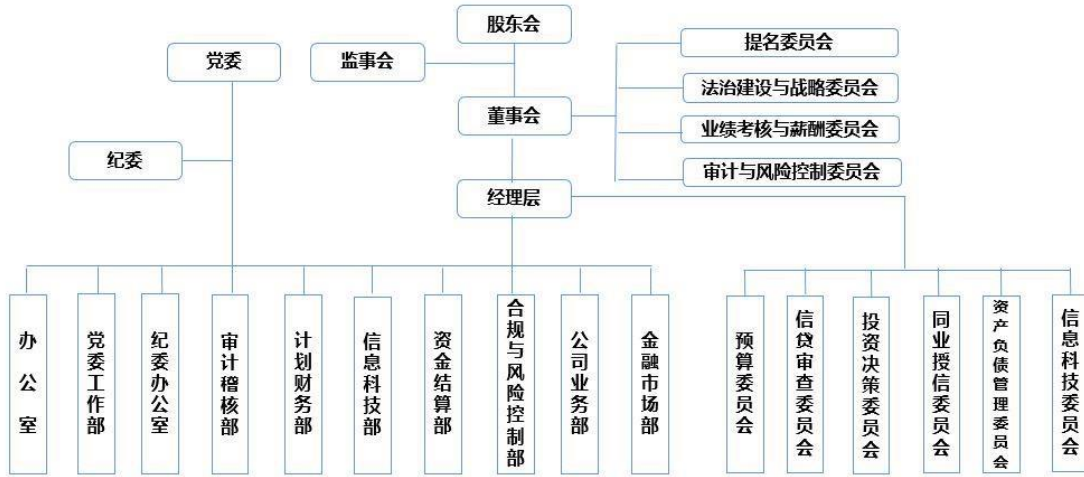 股东会
党委
监事会
提名委员会
法治建设与战略委员会
董事会
业绩考核与薪酬委员会
纪委
审计与风险控制委员会
经理层
办公室
党委工作部
纪委办公室
审计稽核部
计划财务部
信息科技部
资金结算部
合规与风险控制部
公司业务部
金融市场部
预算委员会
信贷审查委员会
投资决策委员会
同业授信委员会
资产负债管理委员会
信息科技委员会